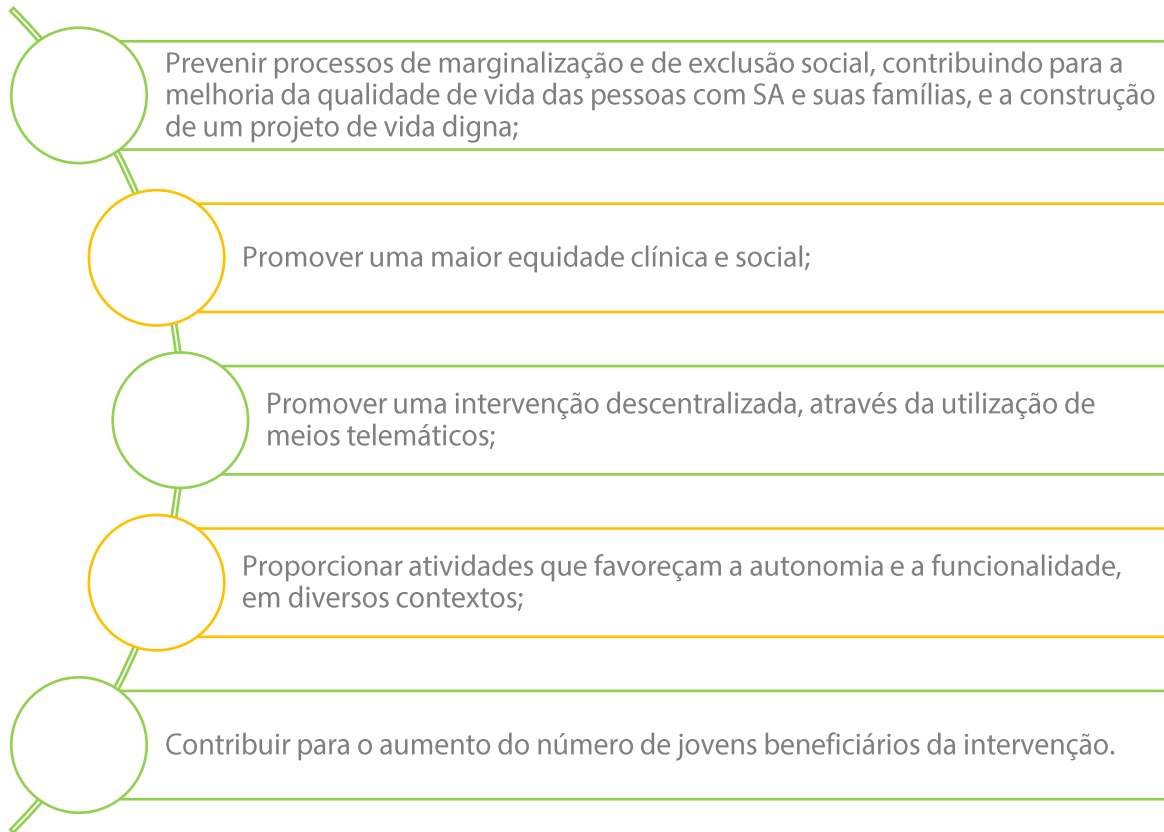 Prevenir processos de marginalização e de exclusão social, contribuindo para a
melhoria da qualidade de vida das pessoas com SA e suas famílias, e a construção
de um projeto de vida digna;
Promover uma maior equidade clínica e social;
Promover uma intervenção descentralizada, através da utilização de
meios telemáticos;
Proporcionar atividades que favoreçam a autonomia e a funcionalidade,
em diversos contextos;
Contribuir para o aumento do número de jovens beneficiários da intervenção.